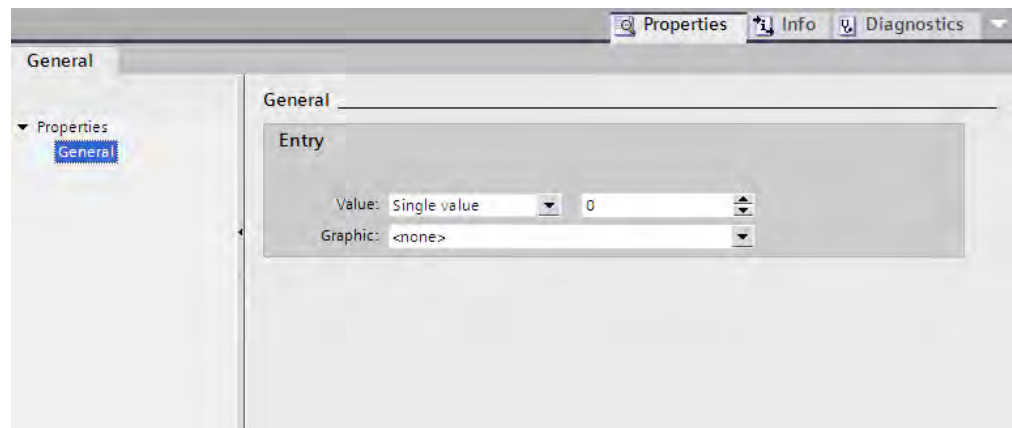 Properties Info Diagnostics
General
General
Properties
General
Entry
Value: Single value 0
Graphic: <none>